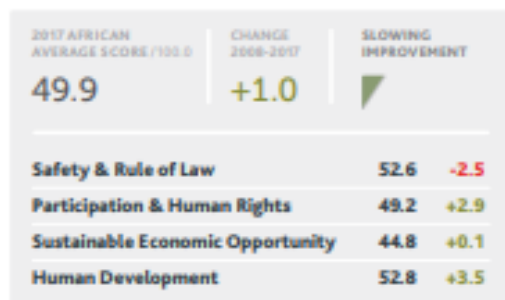 2017 AFRICAN
AVERAGE SCORE /100.0
49.9
CHANGE
2008-2017
+1.0
SLOWING
IMPROVEMENT
Safety & Rule of Law 52.6 -2.5
Participation & Human Rights 49.2 +2.9
Sustainable Economic Opportunity 44.8 +0.1
Human Development 52.8 +3.5